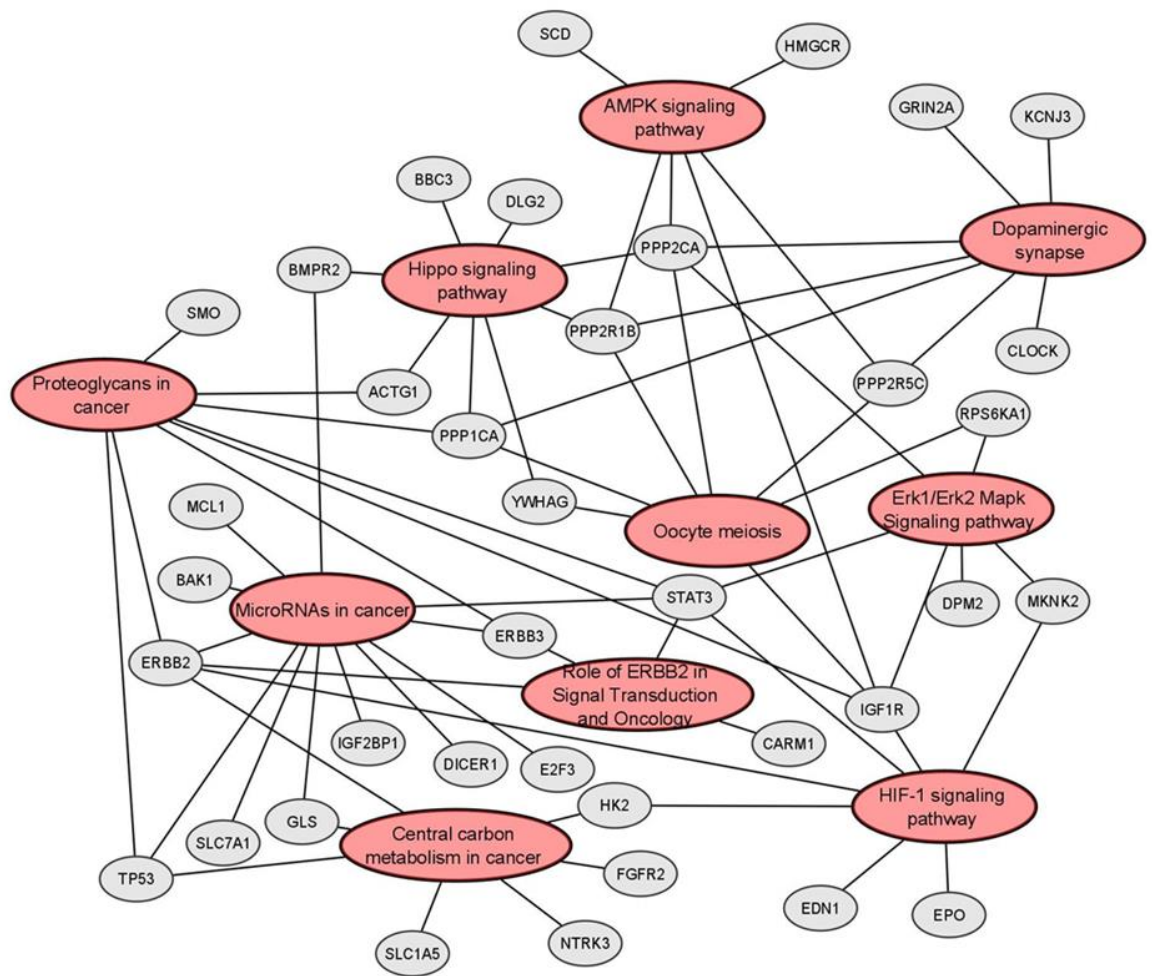 SCD
HMGCR
AMPK signaling
pathway
GRIN2A
KCNJ3
BBC3
DLG2
Dopaminergic
synapse
PPP2CA
BMPR2
Hippo signaling
pathway
SMO
PPP2R1B
CLOCK
Proteoglycans in
cancer
ACTG1
PPP2R5C
RPS6KA1
PPP1CA
MCL1
YWHAG
Oocyte meiosis
Erk1/Erk2 Mapk
Signaling pathway
BAK1
MicroRNAs in cancer
STAT3
DPM2
MKNK2
ERBB3
ERBB2
Role of ERBB2 in
Signal Transduction
and Oncology
IGF1R
IGF2BP1
CARM1
DICER1
E2F3
HK2
HIF-1 signaling
pathway
GLS
SLC7A1
Central carbon
metabolism in cancer
TP53
FGFR2
EDN1
EPO
SLC1A5
NTRK3